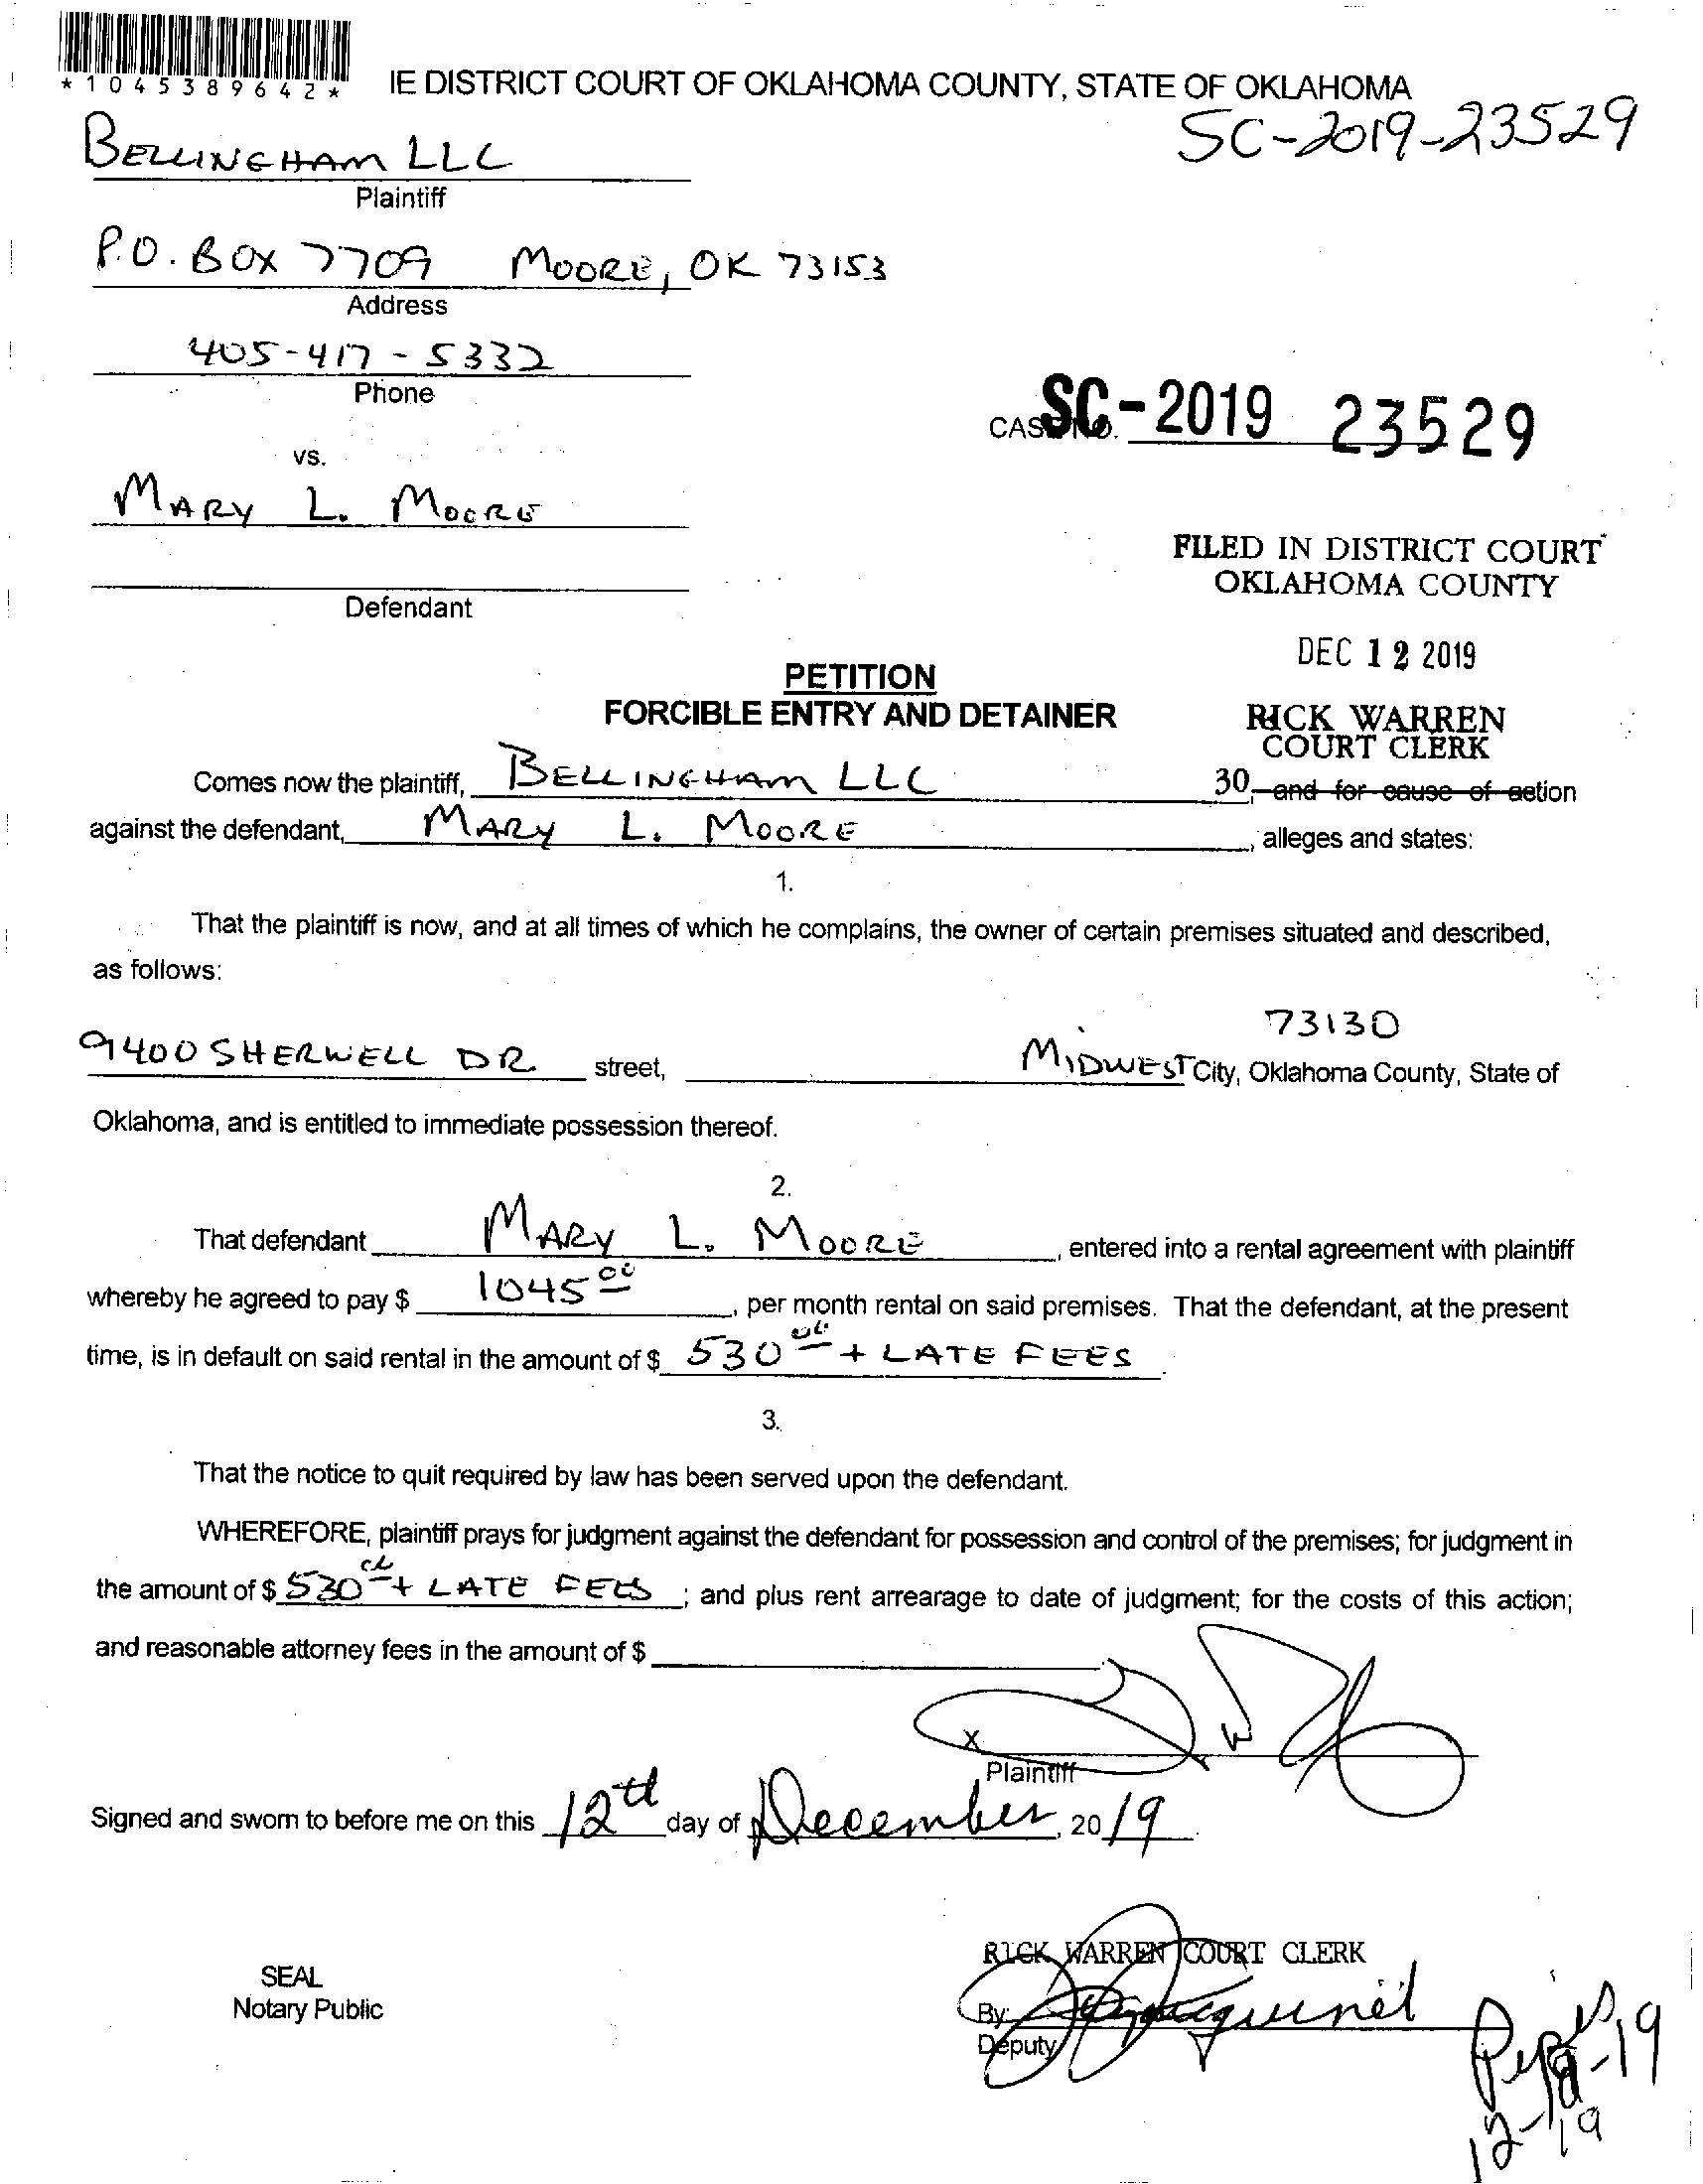 *1045389642*
IE DISTRICT COURT OF OKLAHOMA COUNTY, STATE OF OKLAHOMA
SC-2019-23529
BELLINGHAM LLC
Plaintiff
P.O. BOX 7709 MOORE, OK 73153
Address
405-417-5332
Phone
CASE NO. SC-2019 23529
vs.
MARY L. MOORE
FILED IN DISTRICT COURT
OKLAHOMA COUNTY
Defendant
DEC 12 2019
PETITION
FORCIBLE ENTRY AND DETAINER
RICK WARREN
COURT CLERK
Comes now the plaintiff, BELLINGHAM LLC 30, and for cause of action
against the defendant, MARY L. MOORE, alleges and states:
1.
That the plaintiff is now, and at all times of which he complains, the owner of certain premises situated and described,
as follows:
73130
9400 SHERWELL DR. street, MIDWEST City, Oklahoma County, State of
Oklahoma, and is entitled to immediate possession thereof.
2.
That defendant MARY L. MOORE, entered into a rental agreement with plaintiff
whereby he agreed to pay $ 1045 00, per month rental on said premises. That the defendant, at the present
time, is in default on said rental in the amount of $ 530 00 + LATE FEES.
3.
That the notice to quit required by law has been served upon the defendant.
WHEREFORE, plaintiff prays for judgment against the defendant for possession and control of the premises; for judgment in
the amount of $ 530 00 + LATE FEES; and plus rent arrearage to date of judgment; for the costs of this action;
and reasonable attorney fees in the amount of $
X
Plaintiff
Signed and sworn to before me on this 12th day of December, 2019.
RICK WARREN COURT CLERK
SEAL
Notary Public
By:
Deputy
12-19